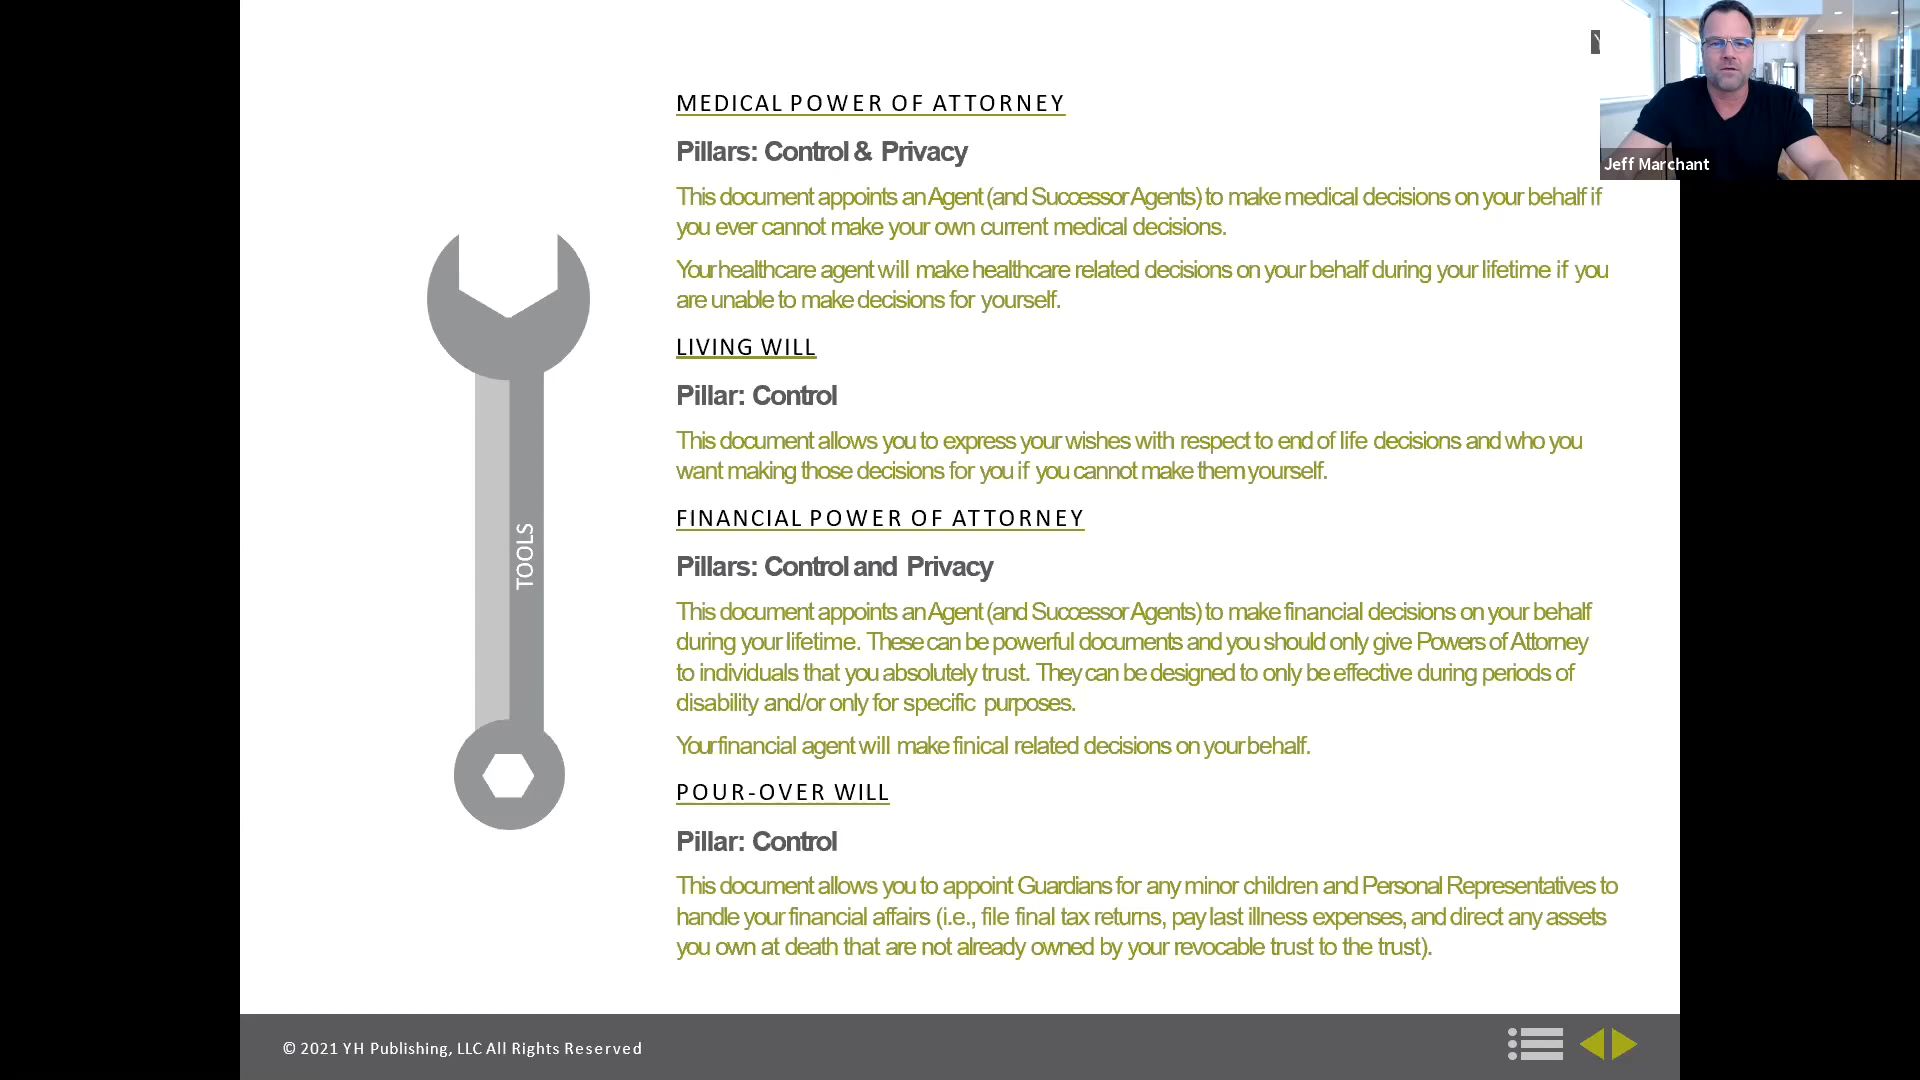 MEDICAL POWER OF ATTORNEY
Pillars: Control & Privacy
This document appoints an Agent (and Successor Agents) to make medical decisions on your behalf if
you ever cannot make your own current medical decisions.
Your healthcare agent will make healthcare related decisions on your behalf during your lifetime if you
are unable to make decisions for yourself.
LIVING WILL
Pillar: Control
This document allows you to express your wishes with respect to end of life decisions and who you
want making those decisions for you if you cannot make them yourself.
FINANCIAL POWER OF ATTORNEY
Pillars: Control and Privacy
This document appoints an Agent (and Successor Agents) to make financial decisions on your behalf
during your lifetime. These can be powerful documents and you should only give Powers of Attorney
to individuals that you absolutely trust. They can be designed to only be effective during periods of
disability and/or only for specific purposes.
Your financial agent will make finical related decisions on your behalf.
POUR-OVER WILL
Pillar: Control
This document allows you to appoint Guardians for any minor children and Personal Representatives to
handle your financial affairs (i.e., file final tax returns, pay last illness expenses, and direct any assets
you own at death that are not already owned by your revocable trust to the trust).
TOOLS
Jeff Marchant
© 2021 YH Publishing, LLC All Rights Reserved